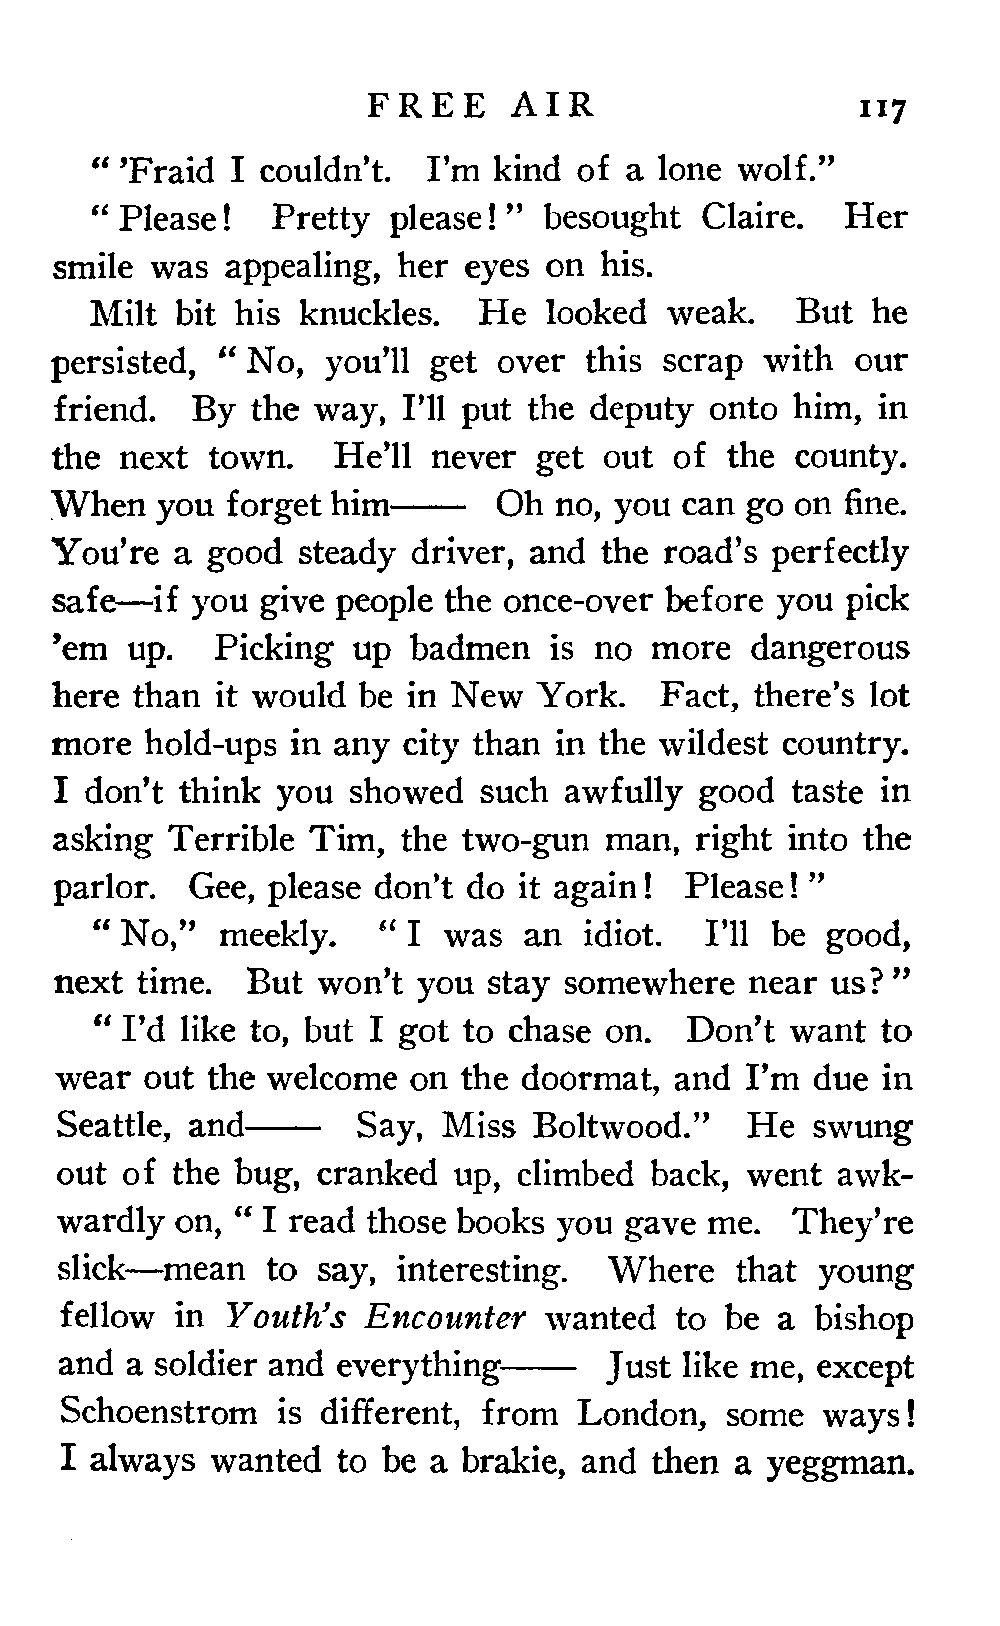 FREE AIR 117
" 'Fraid I couldn't. I'm kind of a lone wolf."
" Please! Pretty please! " besought Claire. Her
smile was appealing, her eyes on his.
Milt bit his knuckles. He looked weak. But he
persisted, " No, you'll get over this scrap with our
friend. By the way, I'll put the deputy onto him, in
the next town. He'll never get out of the county.
When you forget him—— Oh no, you can go on fine.
You're a good steady driver, and the road's perfectly
safe—if you give people the once-over before you pick
'em up. Picking up badmen is no more dangerous
here than it would be in New York. Fact, there's lot
more hold-ups in any city than in the wildest country.
I don't think you showed such awfully good taste in
asking Terrible Tim, the two-gun man, right into the
parlor. Gee, please don't do it again! Please! "
" No," meekly. " I was an idiot. I'll be good,
next time. But won't you stay somewhere near us? "
" I'd like to, but I got to chase on. Don't want to
wear out the welcome on the doormat, and I'm due in
Seattle, and—— Say, Miss Boltwood." He swung
out of the bug, cranked up, climbed back, went awk-
wardly on, " I read those books you gave me. They're
slick—mean to say, interesting. Where that young
fellow in Youth's Encounter wanted to be a bishop
and a soldier and everything—— Just like me, except
Schoenstrom is different, from London, some ways!
I always wanted to be a brakie, and then a yeggman.